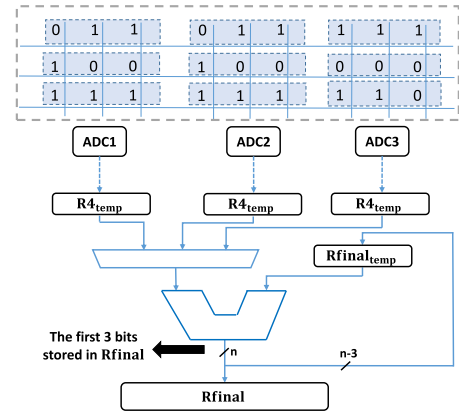 0 1 1 0 1 1 1 1 1
1 0 0 1 0 0 0 0 0
1 1 1 1 1 1 1 1 0
ADC1 ADC2 ADC3
R4temp R4temp R4temp
Rfinaltemp
The first 3 bits
stored in Rfinal
n n-3
Rfinal